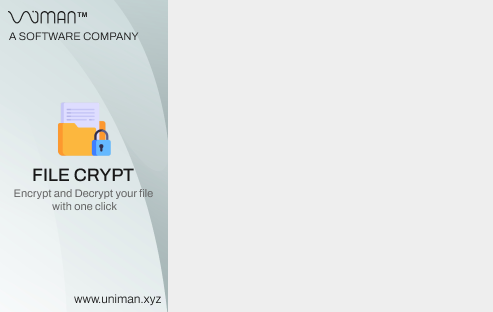 UNIMAN™
A SOFTWARE COMPANY
FILE CRYPT
Encrypt and Decrypt your file
with one click
www.uniman.xyz